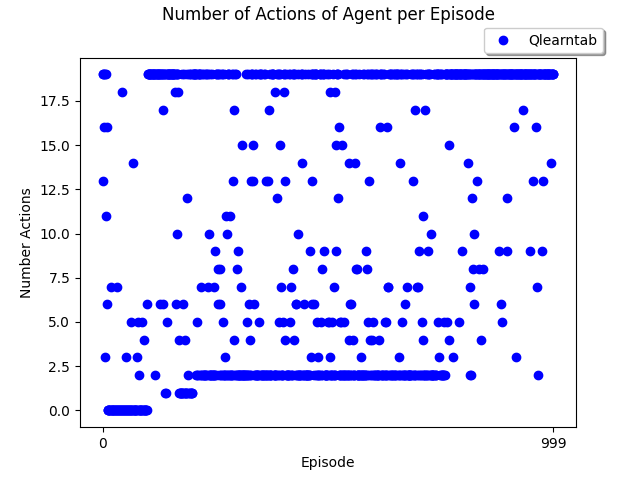 Number of Actions of Agent per Episode
Qlearntab
17.5
15.0
12.5
10.0
7.5
5.0
2.5
0.0
Number Actions
0
999
Episode